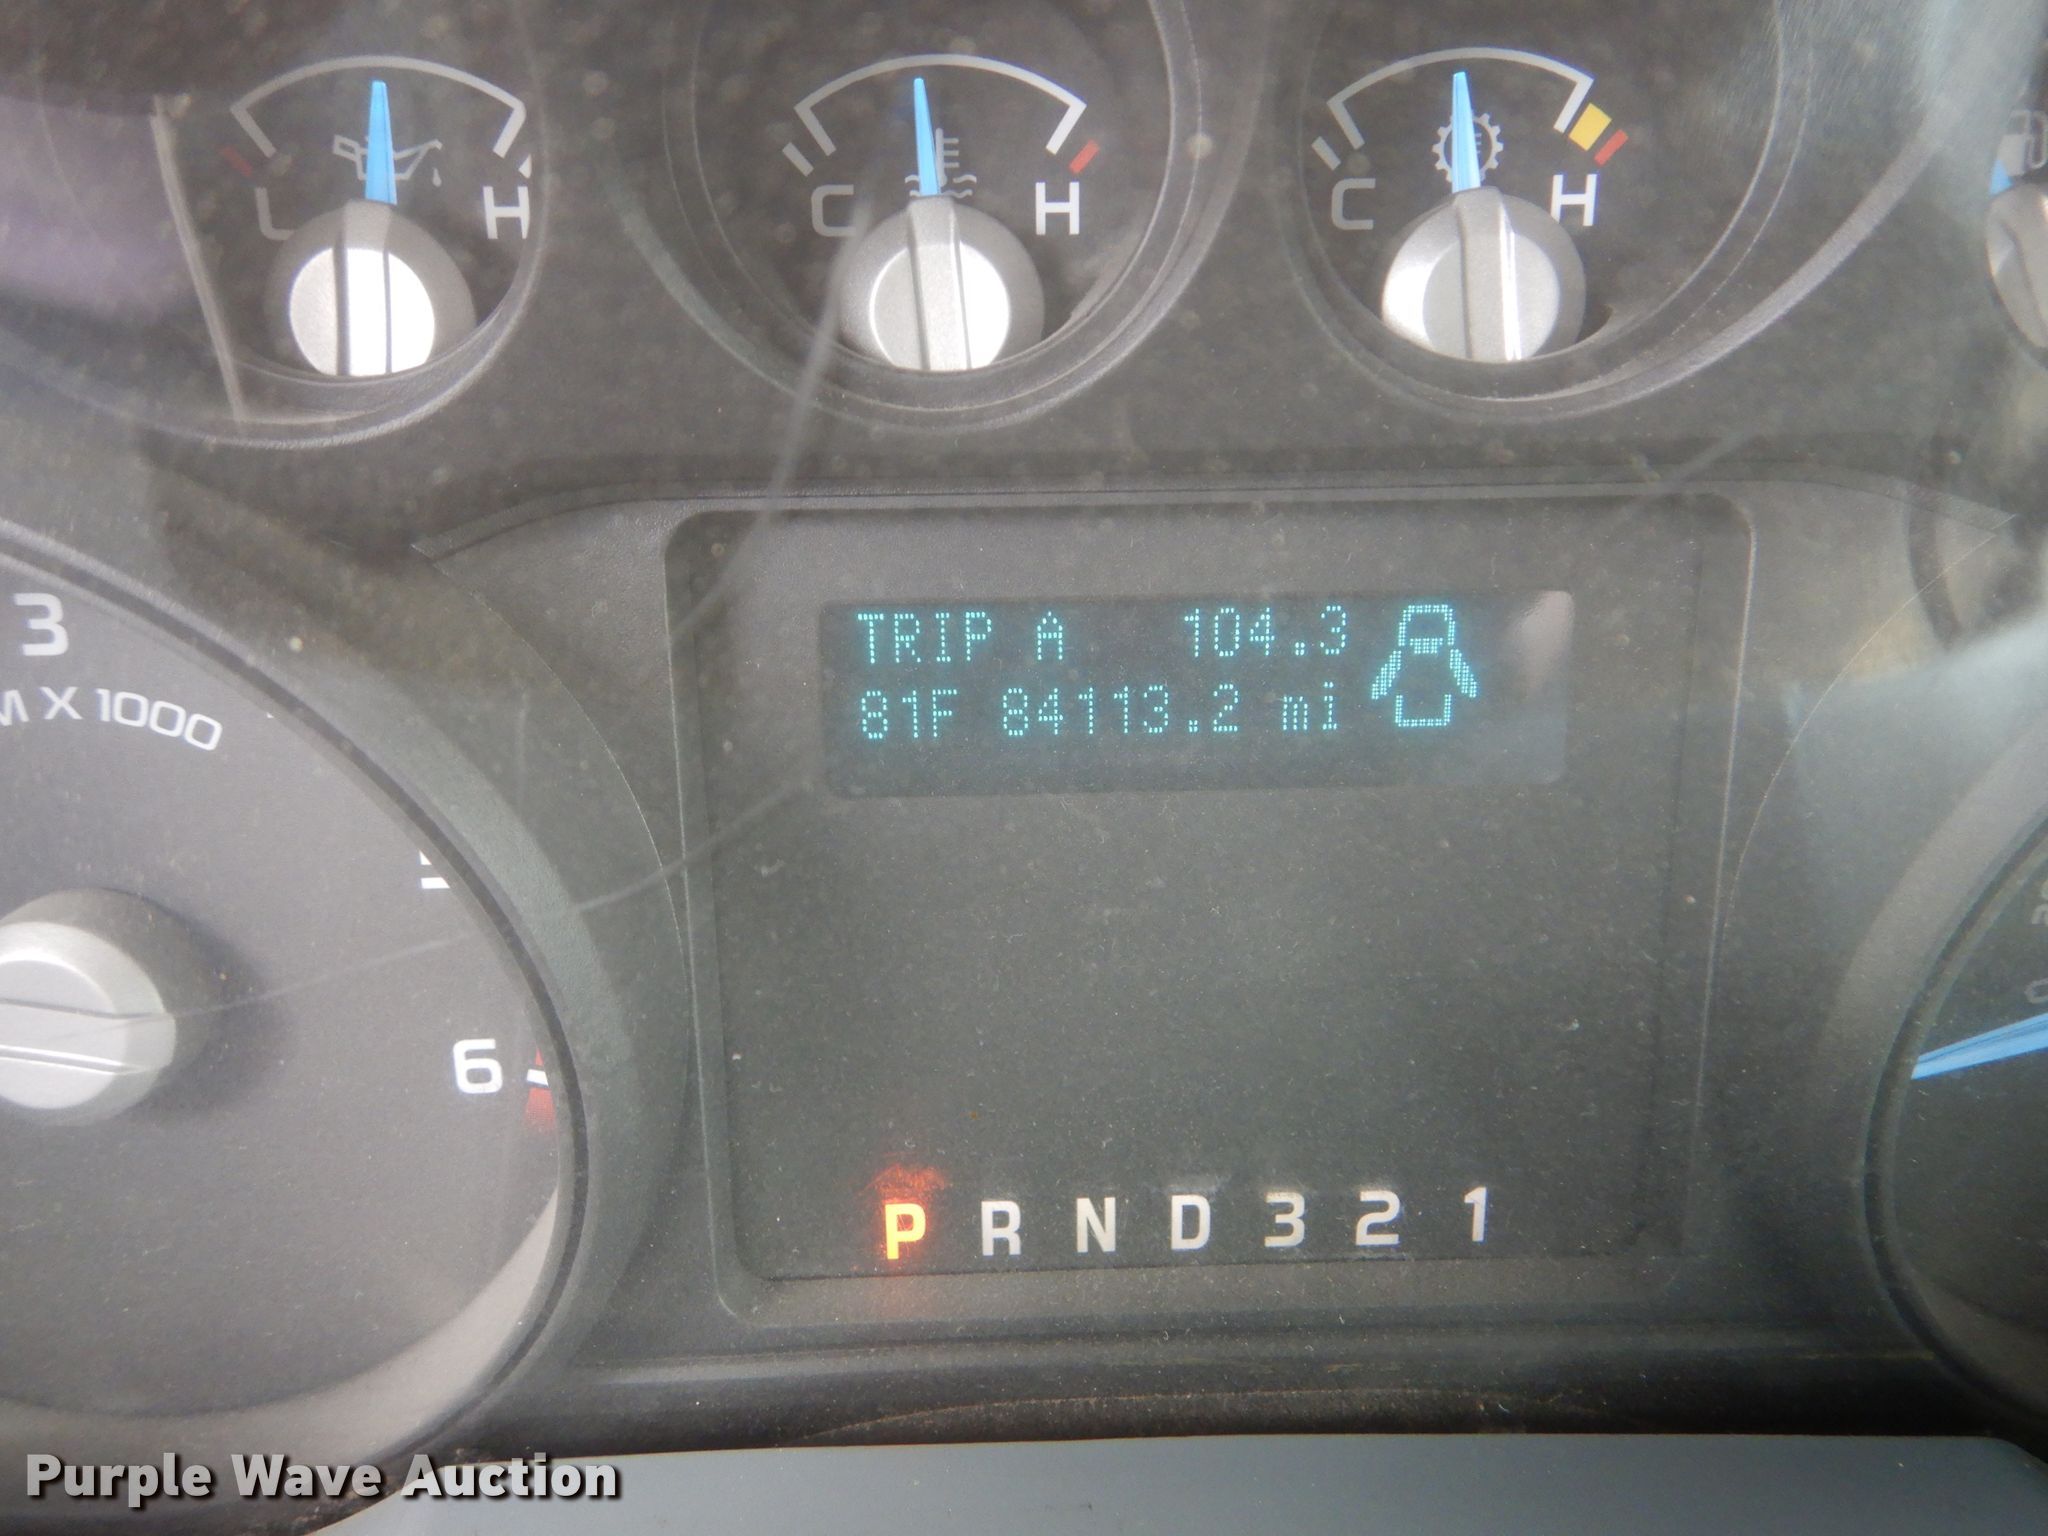 L H
C H
C H
3
M X 1000
TRIP A 104.3
81F 84113.2 mi
6
P R N D 3 2 1
Purple Wave Auction